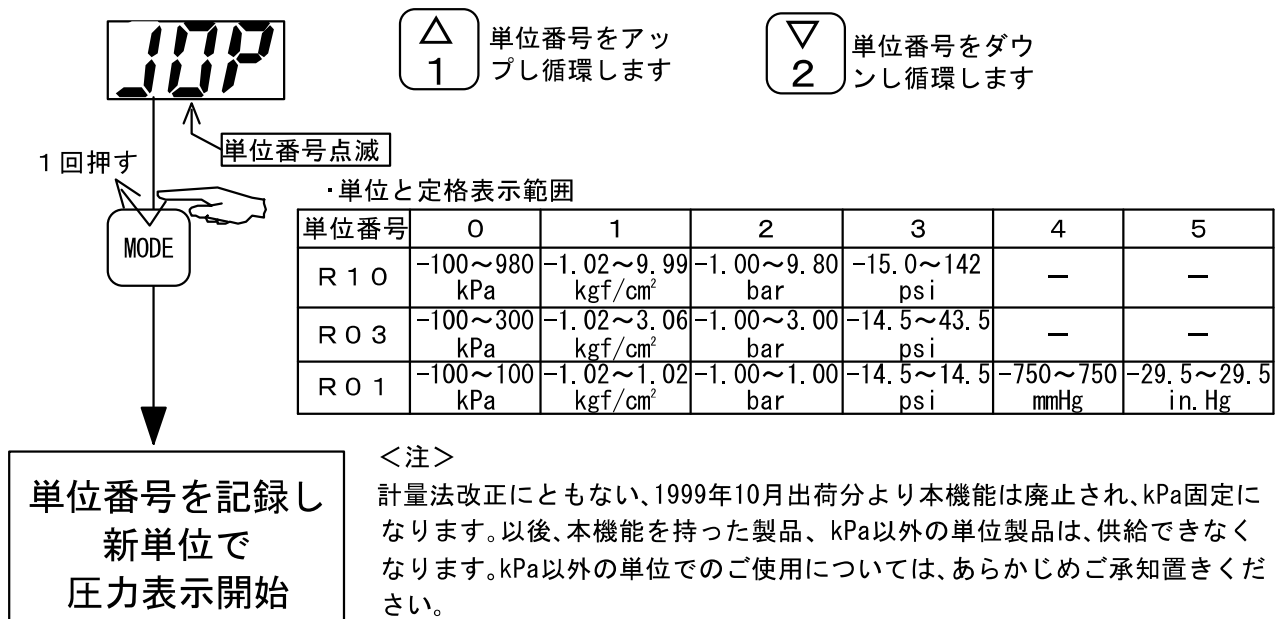 J0P
△
1
単位番号をアッ
プし循環します
▽
2
単位番号をダウ
ンし循環します
単位番号点滅
1回押す
MODE
・単位と定格表示範囲
単位番号 0 1 2 3 4 5
R10 -100～980 kPa -1.02～9.99 kgf/cm² -1.00～9.80 bar -15.0～142 psi － －
R03 -100～300 kPa -1.02～3.06 kgf/cm² -1.00～3.00 bar -14.5～43.5 psi － －
R01 -100～100 kPa -1.02～1.02 kgf/cm² -1.00～1.00 bar -14.5～14.5 psi -750～750 mmHg -29.5～29.5 in.Hg
単位番号を記録し
新単位で
圧力表示開始
＜注＞
計量法改正にともない、1999年10月出荷分より本機能は廃止され、kPa固定に
なります。以後、本機能を持った製品、kPa以外の単位製品は、供給できなく
なります。kPa以外の単位でのご使用については、あらかじめご承知置きくだ
さい。